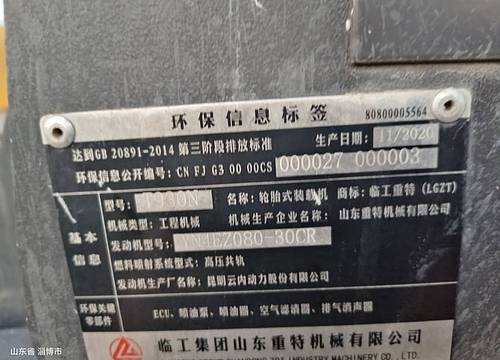 环保信息标签
80800005564
达到GB 20891-2014 第三阶段排放标准
生产日期: 11/2020
环保信息公开编号: CN FJ G3 00 00CS 000027 000003
基本信息
型号: T930N 名称: 轮胎式装载机 商标: 临工重特 (LGZT)
机械类型: 工程机械 机械生产企业名称: 山东重特机械有限公司
发动机型号: YN4EZ080-30CR
燃料喷射系统型式: 高压共轨
发动机生产厂: 昆明云内动力股份有限公司
环保关键零部件
ECU、喷油泵、喷油器、空气滤清器、排气消声器
临工集团山东重特机械有限公司
INDUSTRY MACHINERY CO., LTD.
山东省 淄博市